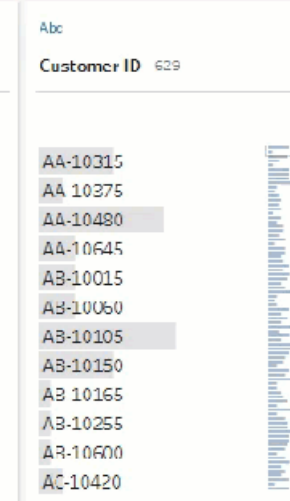 Abc
Customer ID 629
AA-10315
AA-10375
AA-10480
AA-10645
AB-10015
AB-10060
AB-10105
AB-10150
AB-10165
AB-10255
AB-10600
AC-10420